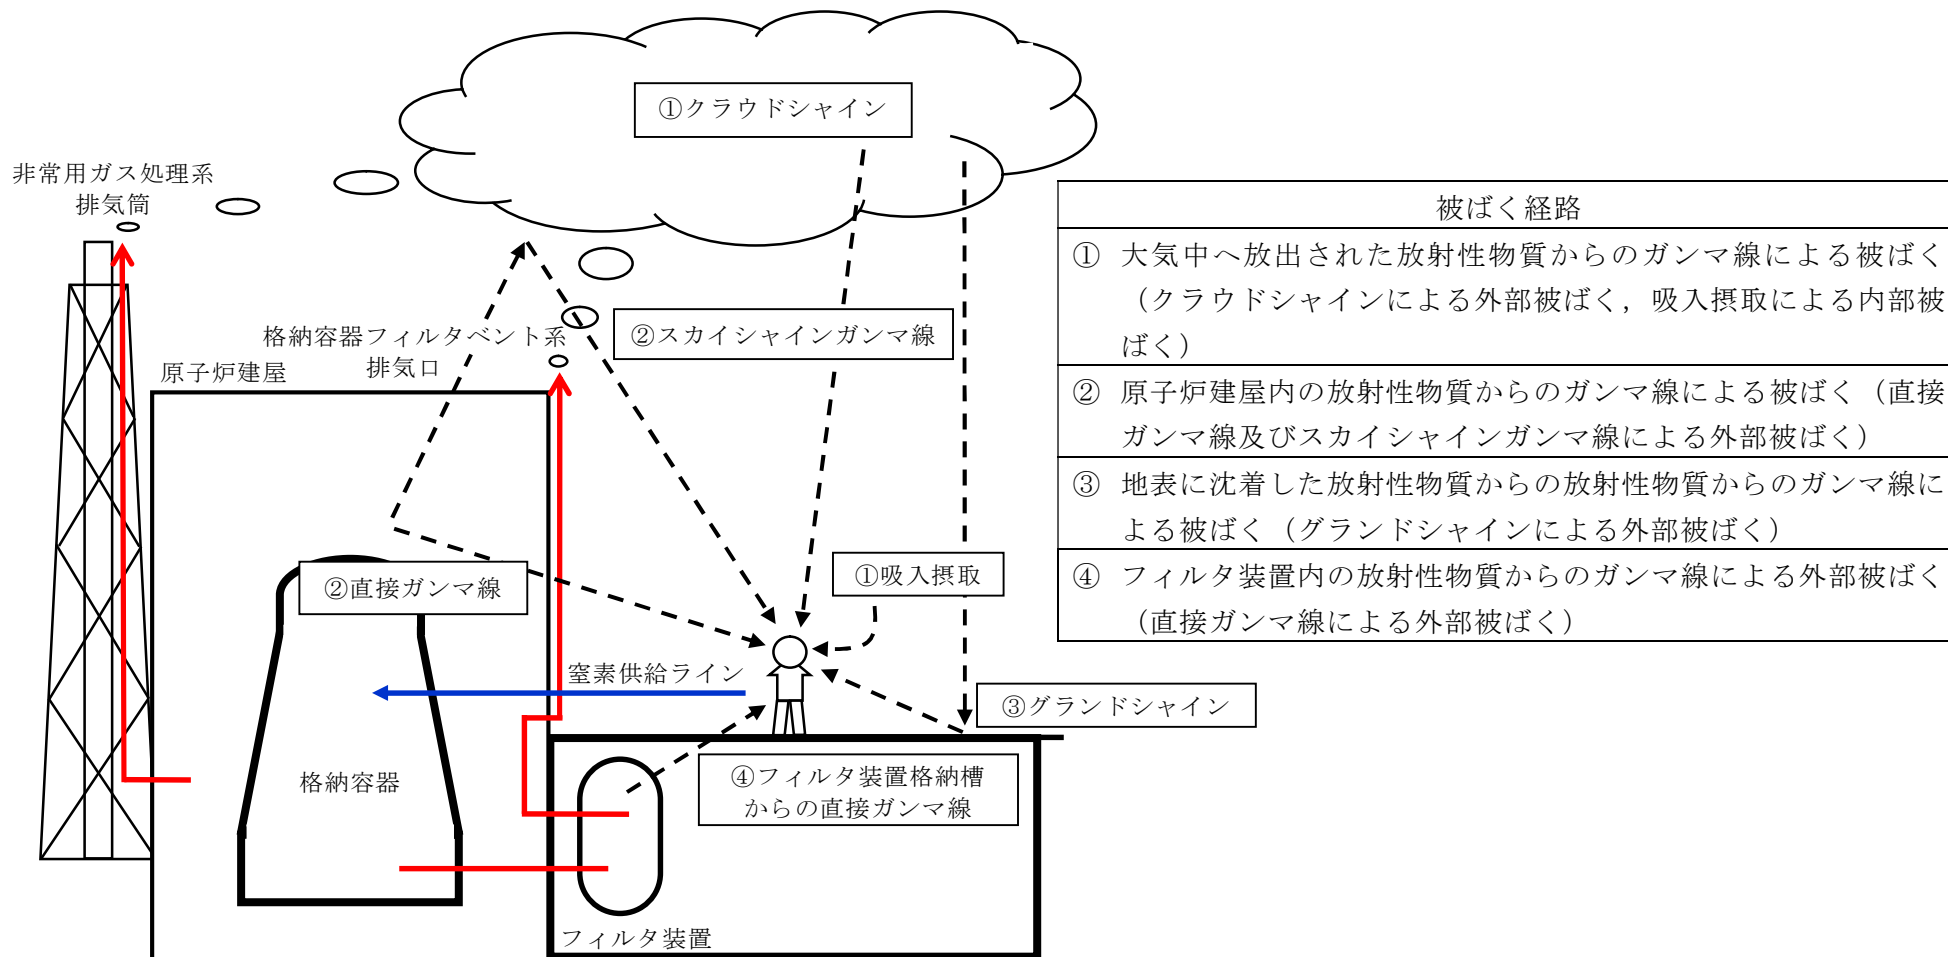 ①クラウドシャイン
非常用ガス処理系
排気筒
②スカイシャインガンマ線
格納容器フィルタベント系
排気口
原子炉建屋
①吸入摂取
②直接ガンマ線
窒素供給ライン
③グランドシャイン
格納容器
④フィルタ装置格納槽
からの直接ガンマ線
フィルタ装置
被ばく経路
① 大気中へ放出された放射性物質からのガンマ線による被ばく
（クラウドシャインによる外部被ばく，吸入摂取による内部被
ばく）
② 原子炉建屋内の放射性物質からのガンマ線による被ばく（直接
ガンマ線及びスカイシャインガンマ線による外部被ばく）
③ 地表に沈着した放射性物質からの放射性物質からのガンマ線に
よる被ばく（グランドシャインによる外部被ばく）
④ フィルタ装置内の放射性物質からのガンマ線による外部被ばく
（直接ガンマ線による外部被ばく）